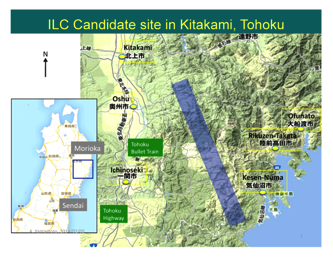 ILC Candidate site in Kitakami, Tohoku
遠野市
N
Kitakami
北上市
Oshu
奥州市
Ofunato
大船渡市
Rikuzen-Takata
陸前高田市
Morioka
Tohoku
Bullet Train
Ichinoseki
一関市
Kesen-Numa
気仙沼市
Sendai
Tohoku
Highway